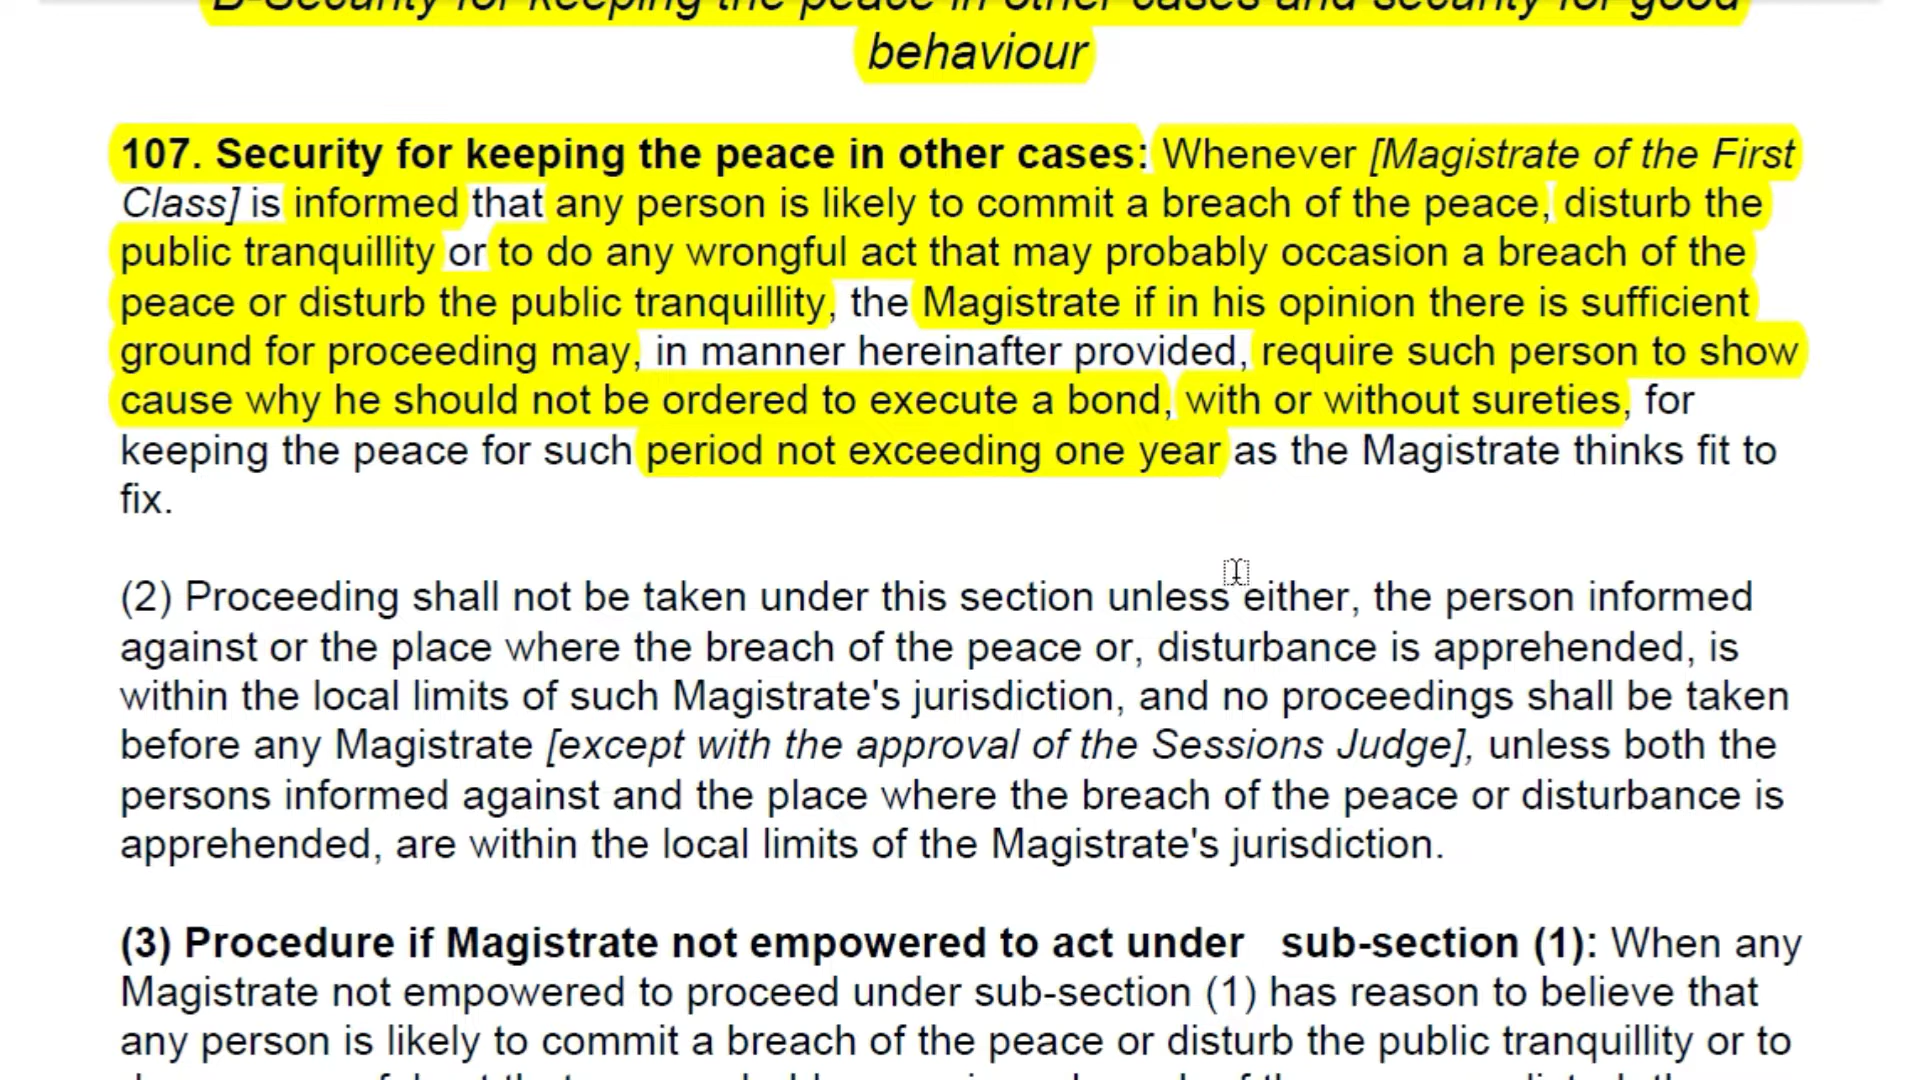 B-Security for keeping the peace in other cases and security for good
behaviour
107. Security for keeping the peace in other cases: Whenever [Magistrate of the First
Class] is informed that any person is likely to commit a breach of the peace, disturb the
public tranquillity or to do any wrongful act that may probably occasion a breach of the
peace or disturb the public tranquillity, the Magistrate if in his opinion there is sufficient
ground for proceeding may, in manner hereinafter provided, require such person to show
cause why he should not be ordered to execute a bond, with or without sureties, for
keeping the peace for such period not exceeding one year as the Magistrate thinks fit to
fix.
(2) Proceeding shall not be taken under this section unless either, the person informed
against or the place where the breach of the peace or, disturbance is apprehended, is
within the local limits of such Magistrate's jurisdiction, and no proceedings shall be taken
before any Magistrate [except with the approval of the Sessions Judge], unless both the
persons informed against and the place where the breach of the peace or disturbance is
apprehended, are within the local limits of the Magistrate's jurisdiction.
(3) Procedure if Magistrate not empowered to act under sub-section (1): When any
Magistrate not empowered to proceed under sub-section (1) has reason to believe that
any person is likely to commit a breach of the peace or disturb the public tranquillity or to